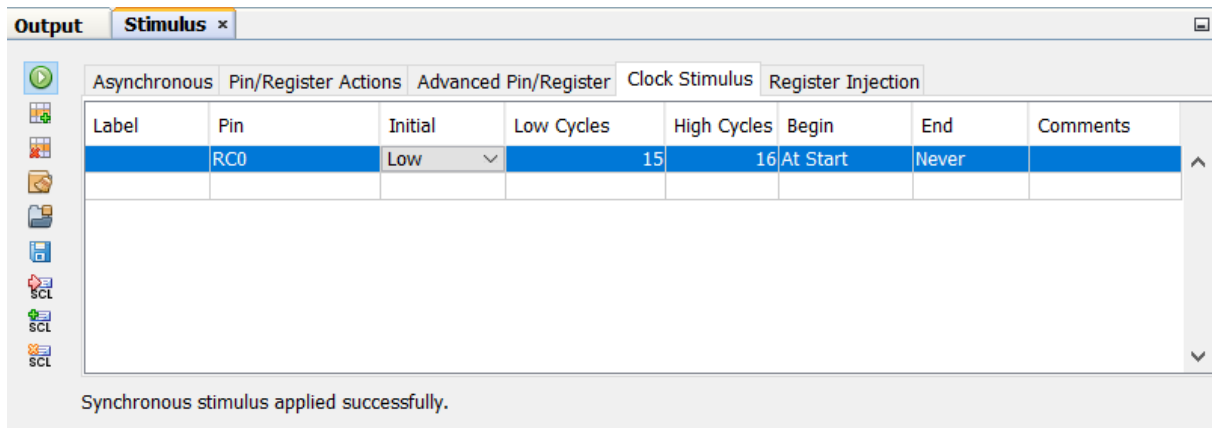 Output Stimulus ×
Asynchronous Pin/Register Actions Advanced Pin/Register Clock Stimulus Register Injection
Label Pin Initial Low Cycles High Cycles Begin End Comments
RC0 Low 15 16 At Start Never
SCL
SCL
SCL
Synchronous stimulus applied successfully.